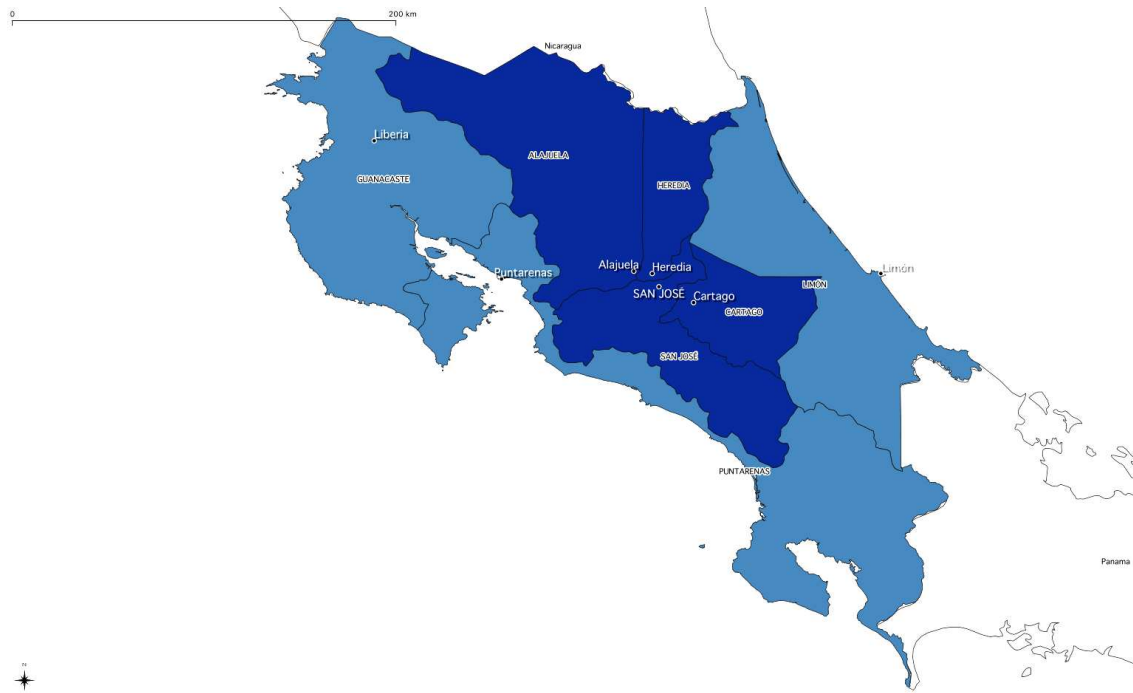 0 200 km
Nicaragua
Liberia
ALAJUELA
GUANACASTE
HEREDIA
Alajuela
Heredia
Puntarenas
Limón
SAN JOSÉ
Cartago
LIMÓN
CARTAGO
SAN JOSÉ
PUNTARENAS
Panama
N